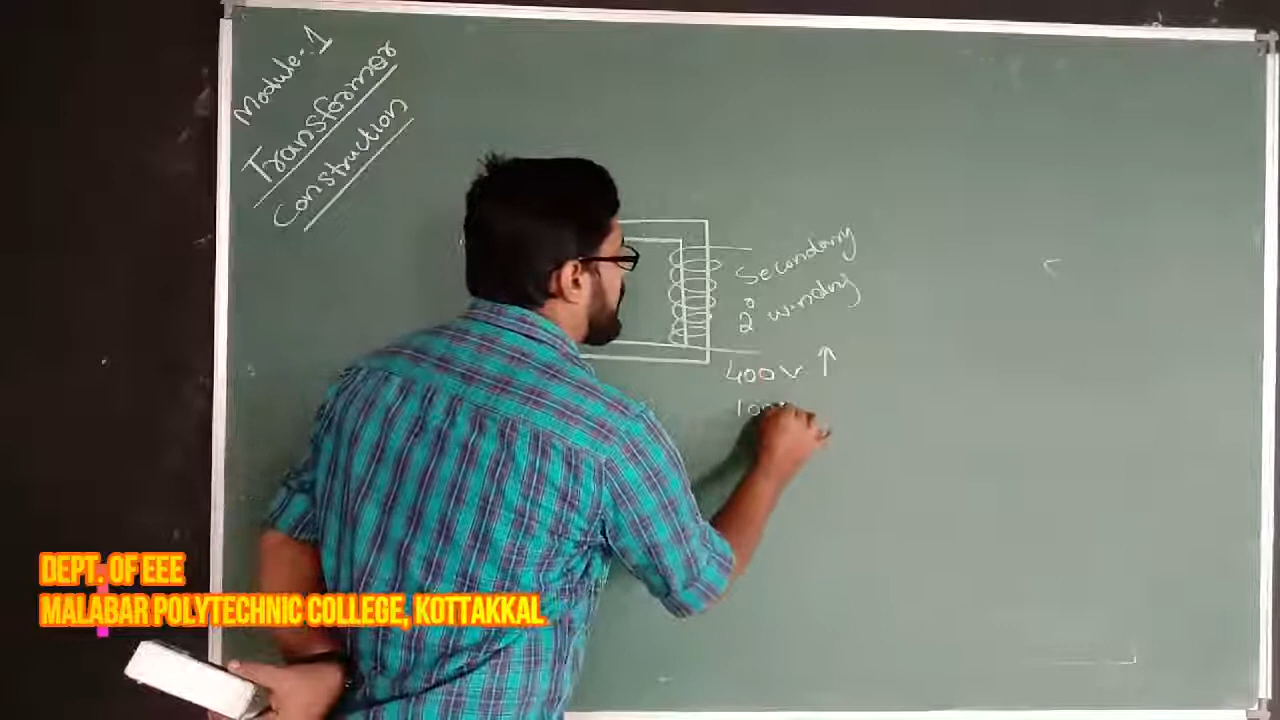 Module:1
Transformer
Construction
Secondary
2° winding
400V ↑
DEPT. OF EEE
MALABAR POLYTECHNIC COLLEGE, KOTTAKKAL